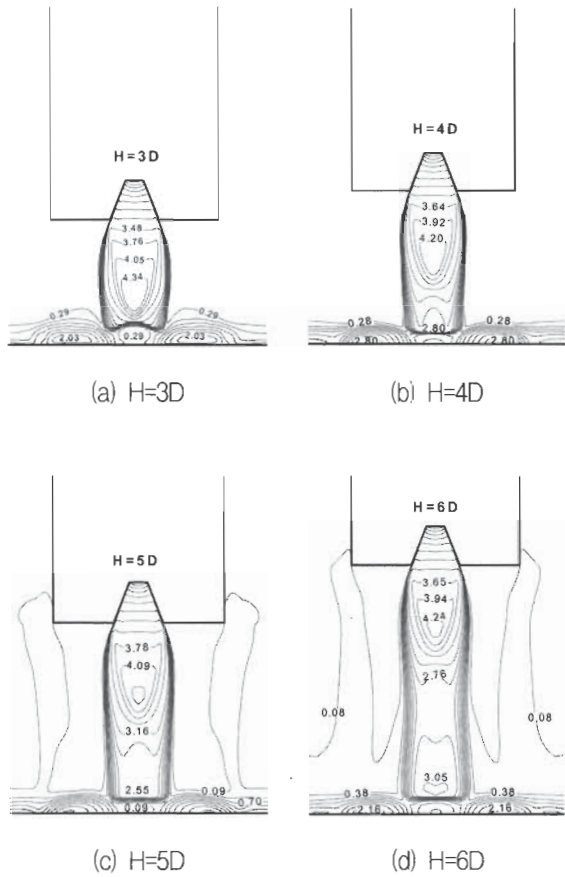 H=3D
3.48
3.76
4.05
4.34
0.29 0.29
2.03 0.29 2.03
(a) H=3D
H=4D
3.64
3.92
4.20
0.28 0.28
2.80 2.80 2.80
(b) H=4D
H=5D
3.78
4.09
3.16
2.55 0.09
0.09 0.70
(c) H=5D
H=6D
3.65
3.94
4.24
2.76
0.08 0.08
3.05
0.38 0.38
2.16 2.16
(d) H=6D